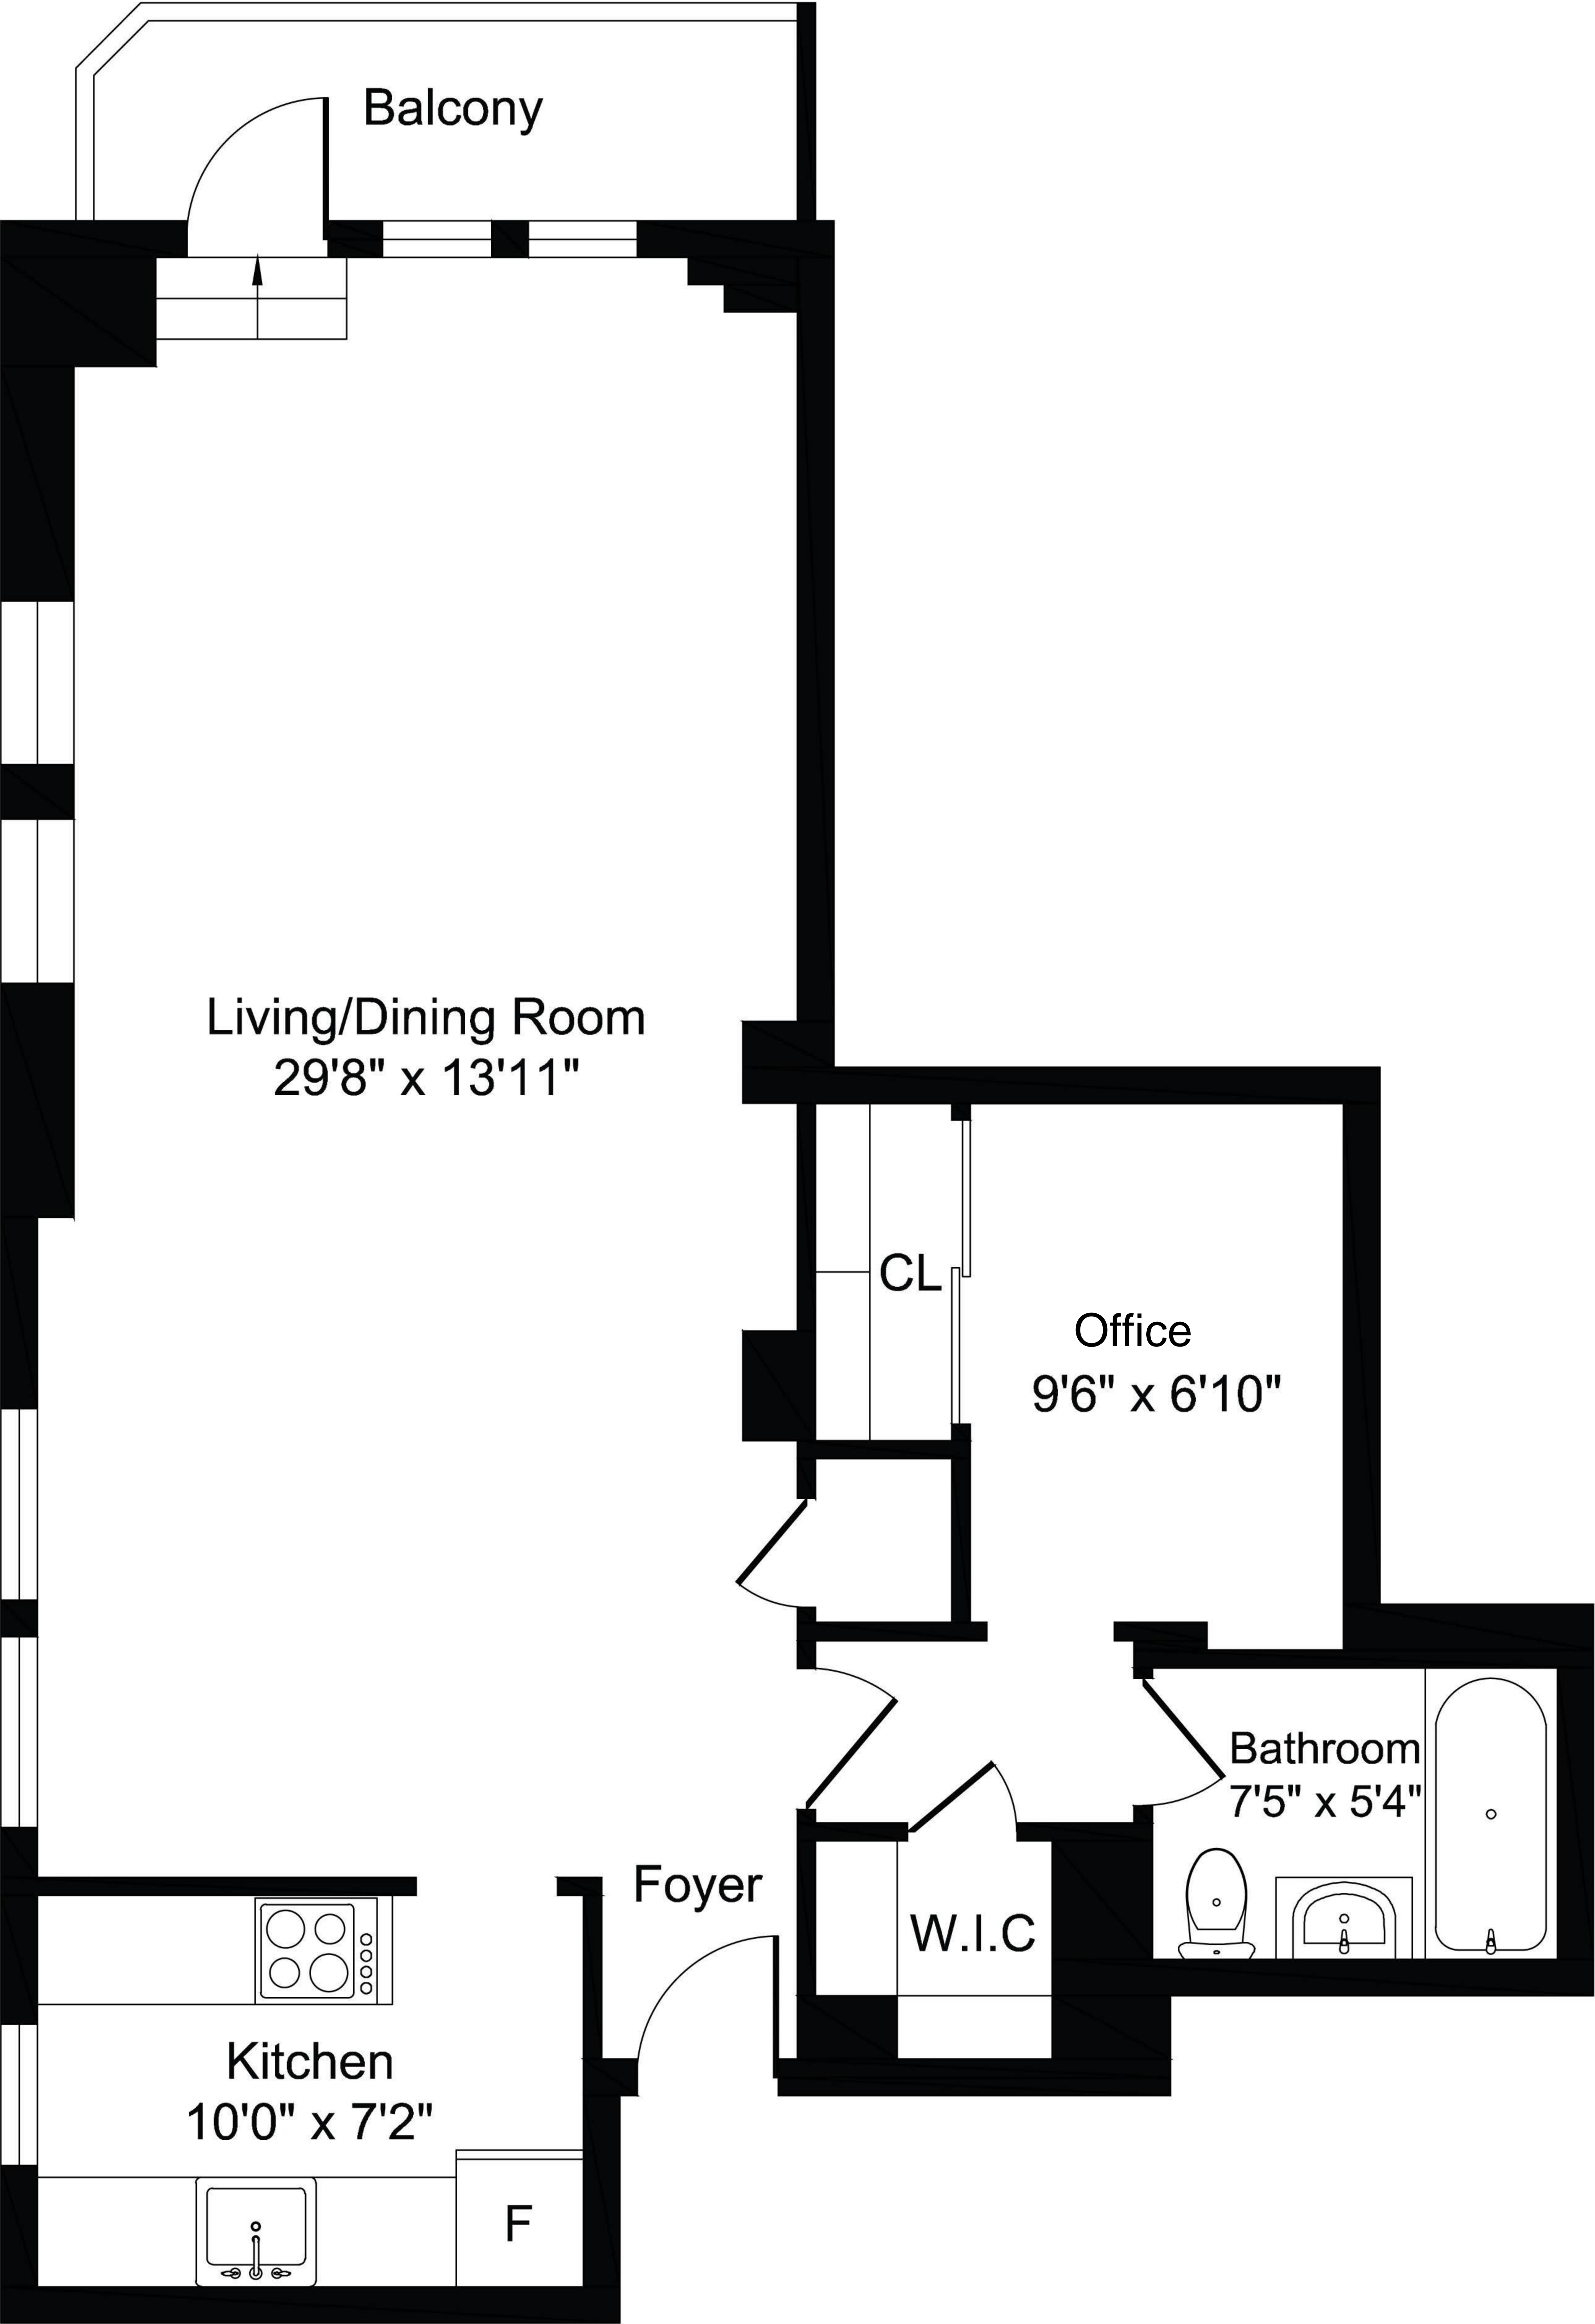 Balcony
Living/Dining Room
29'8" x 13'11"
CL
Office
9'6" x 6'10"
Bathroom
7'5" x 5'4"
Foyer
W.I.C
Kitchen
10'0" x 7'2"
F